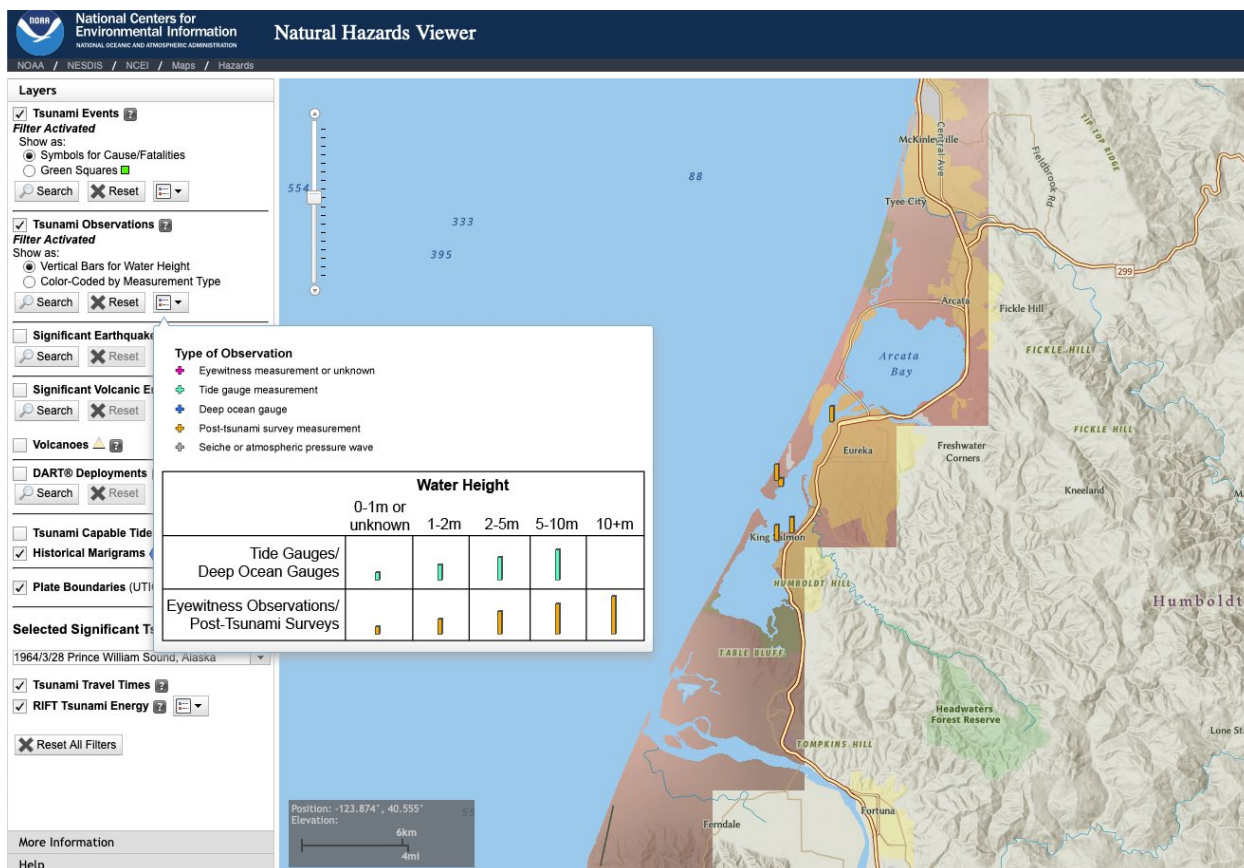 NOAA
National Centers for
Environmental Information
NATIONAL OCEANIC AND ATMOSPHERIC ADMINISTRATION
Natural Hazards Viewer
NOAA / NESDIS / NCEI / Maps / Hazards
Layers
Tsunami Events ?
Filter Activated
Show as:
Symbols for Cause/Fatalities
Green Squares
Search Reset
Tsunami Observations ?
Filter Activated
Show as:
Vertical Bars for Water Height
Color-Coded by Measurement Type
Search Reset
Significant Earthquake
Search Reset
Significant Volcanic E
Search Reset
Volcanoes ?
DART® Deployments
Search Reset
Tsunami Capable Tide
Historical Marigrams
Plate Boundaries (UTI
Selected Significant T
1964/3/28 Prince William Sound, Alaska
Tsunami Travel Times ?
RIFT Tsunami Energy ?
Reset All Filters
More Information
Help
Type of Observation
Eyewitness measurement or unknown
Tide gauge measurement
Deep ocean gauge
Post-tsunami survey measurement
Seiche or atmospheric pressure wave
Water Height
0-1m or
unknown 1-2m 2-5m 5-10m 10+m
Tide Gauges/
Deep Ocean Gauges
Eyewitness Observations/
Post-Tsunami Surveys
554
88
333
395
McKinleyville
Central Ave
Fieldbrook Rd
TIP TOP RIDGE
Tyee City
299
Arcata
Fickle Hill
Arcata
Bay
FICKLE HILL
FICKLE HILL
Eureka
Freshwater
Corners
Kneeland
King Salmon
HUMBOLDT HILL
Humboldt
TABLE BLUFF
Headwaters
Forest Reserve
Lone St
TOMPKINS HILL
Fortuna
Ferndale
Position: -123.874°, 40.555°
Elevation:
6km
4mi